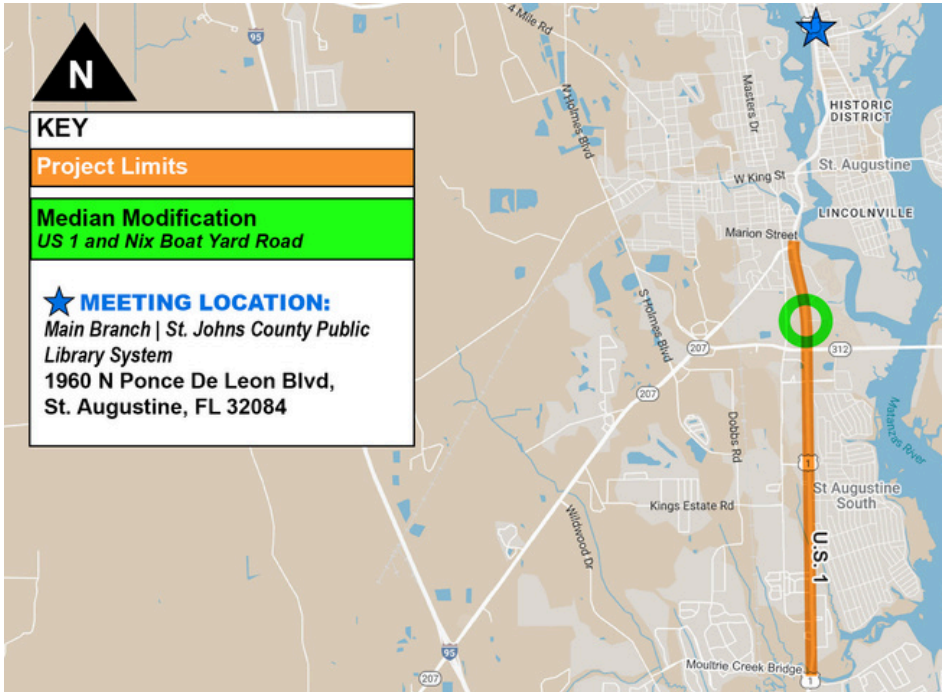 N
KEY
Project Limits
Median Modification
US 1 and Nix Boat Yard Road
MEETING LOCATION:
Main Branch | St. Johns County Public
Library System
1960 N Ponce De Leon Blvd,
St. Augustine, FL 32084
95
4 Mile Rd
N Holmes Blvd
Masters Dr
HISTORIC
DISTRICT
St. Augustine
W King St
LINCOLNVILLE
Marion Street
S Holmes Blvd
207
312
207
Dobbs Rd
Matanzas River
1
St Augustine
South
Kings Estate Rd
Wildwood Dr
U.S. 1
95
207
Moultrie Creek Bridge
1